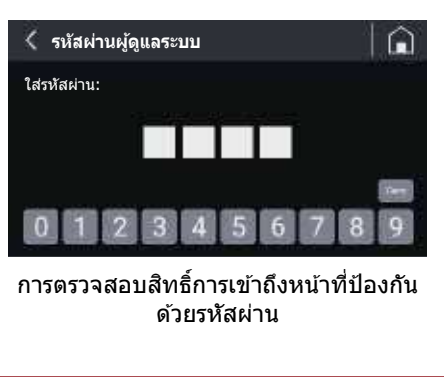 รหัสผ่านผู้ดูแลระบบ
ใส่รหัสผ่าน:
0 1 2 3 4 5 6 7 8 9
การตรวจสอบสิทธิ์การเข้าถึงหน้าที่ป้องกัน
ด้วยรหัสผ่าน